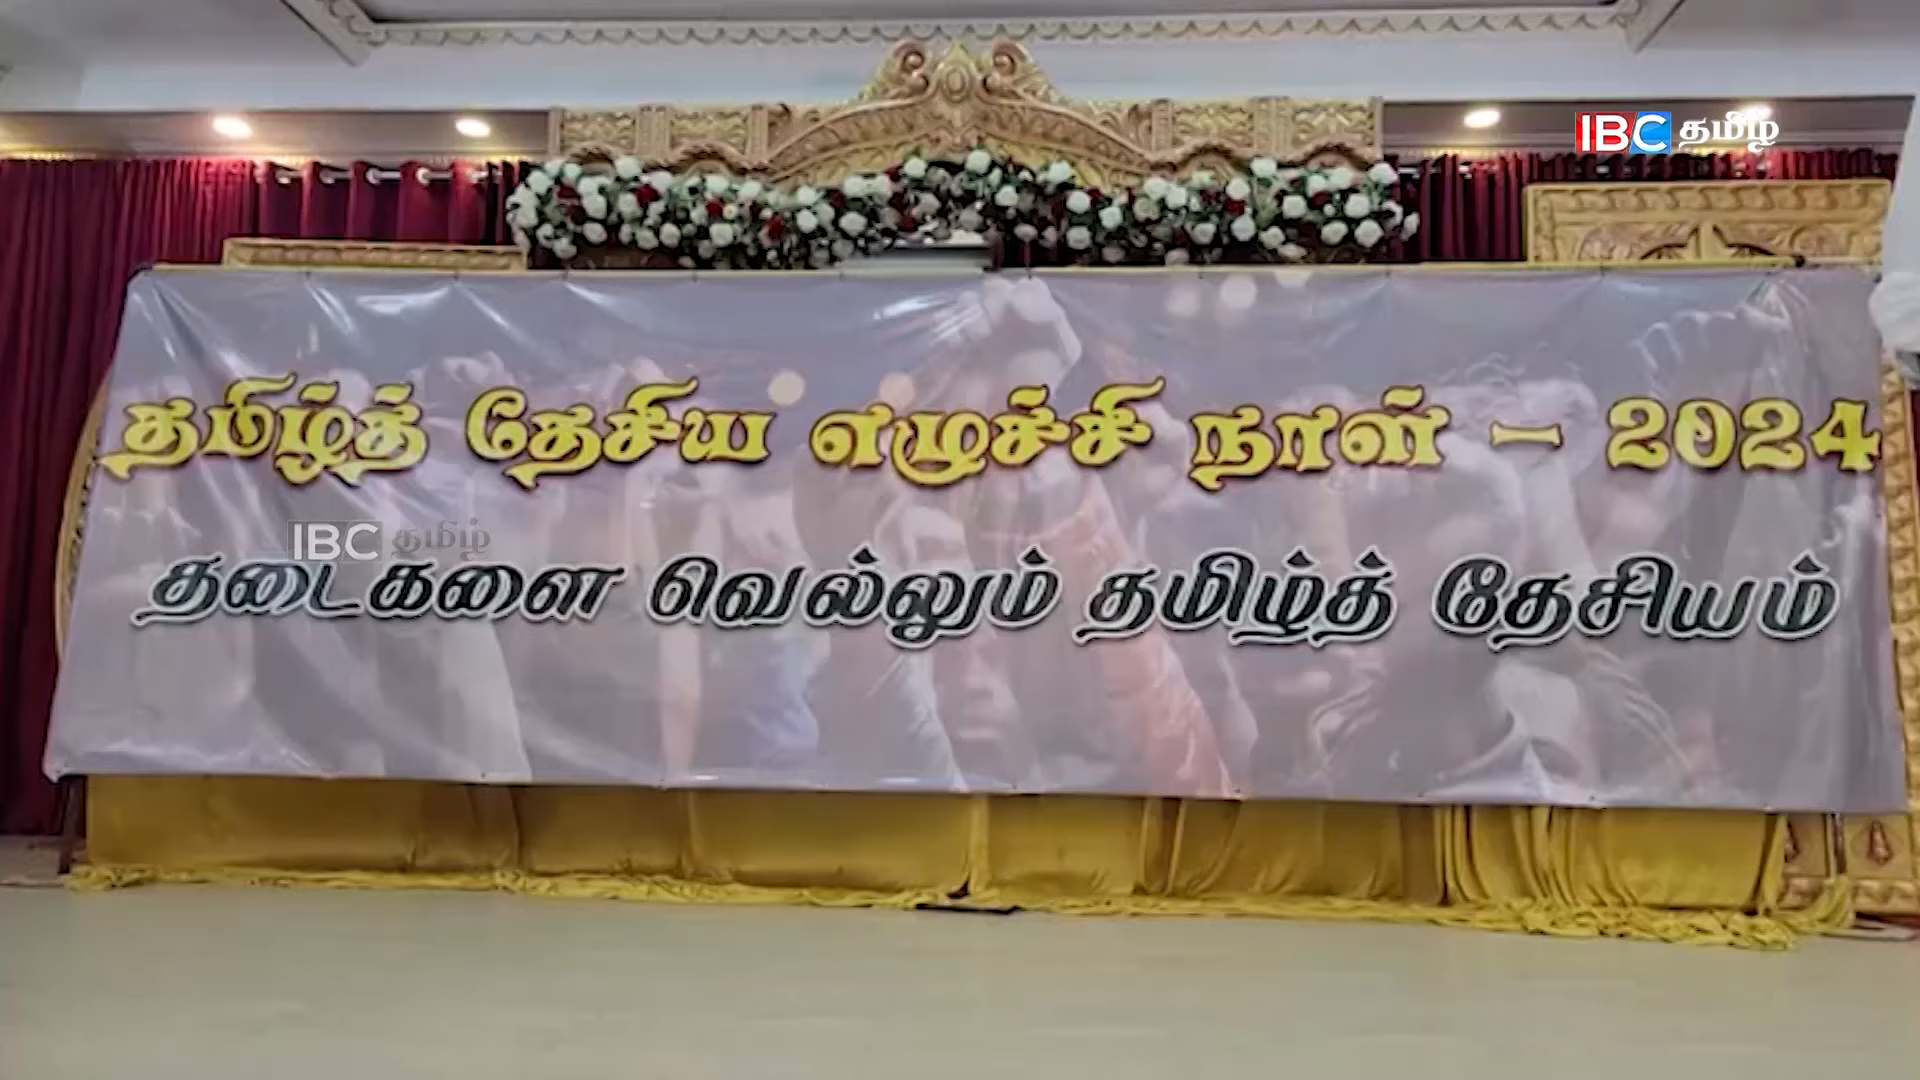 IBC தமிழ்
தமிழ்த் தேசிய எழுச்சி நாள் - 2024
IBC தமிழ்
தடைகளை வெல்லும் தமிழ்த் தேசியம்